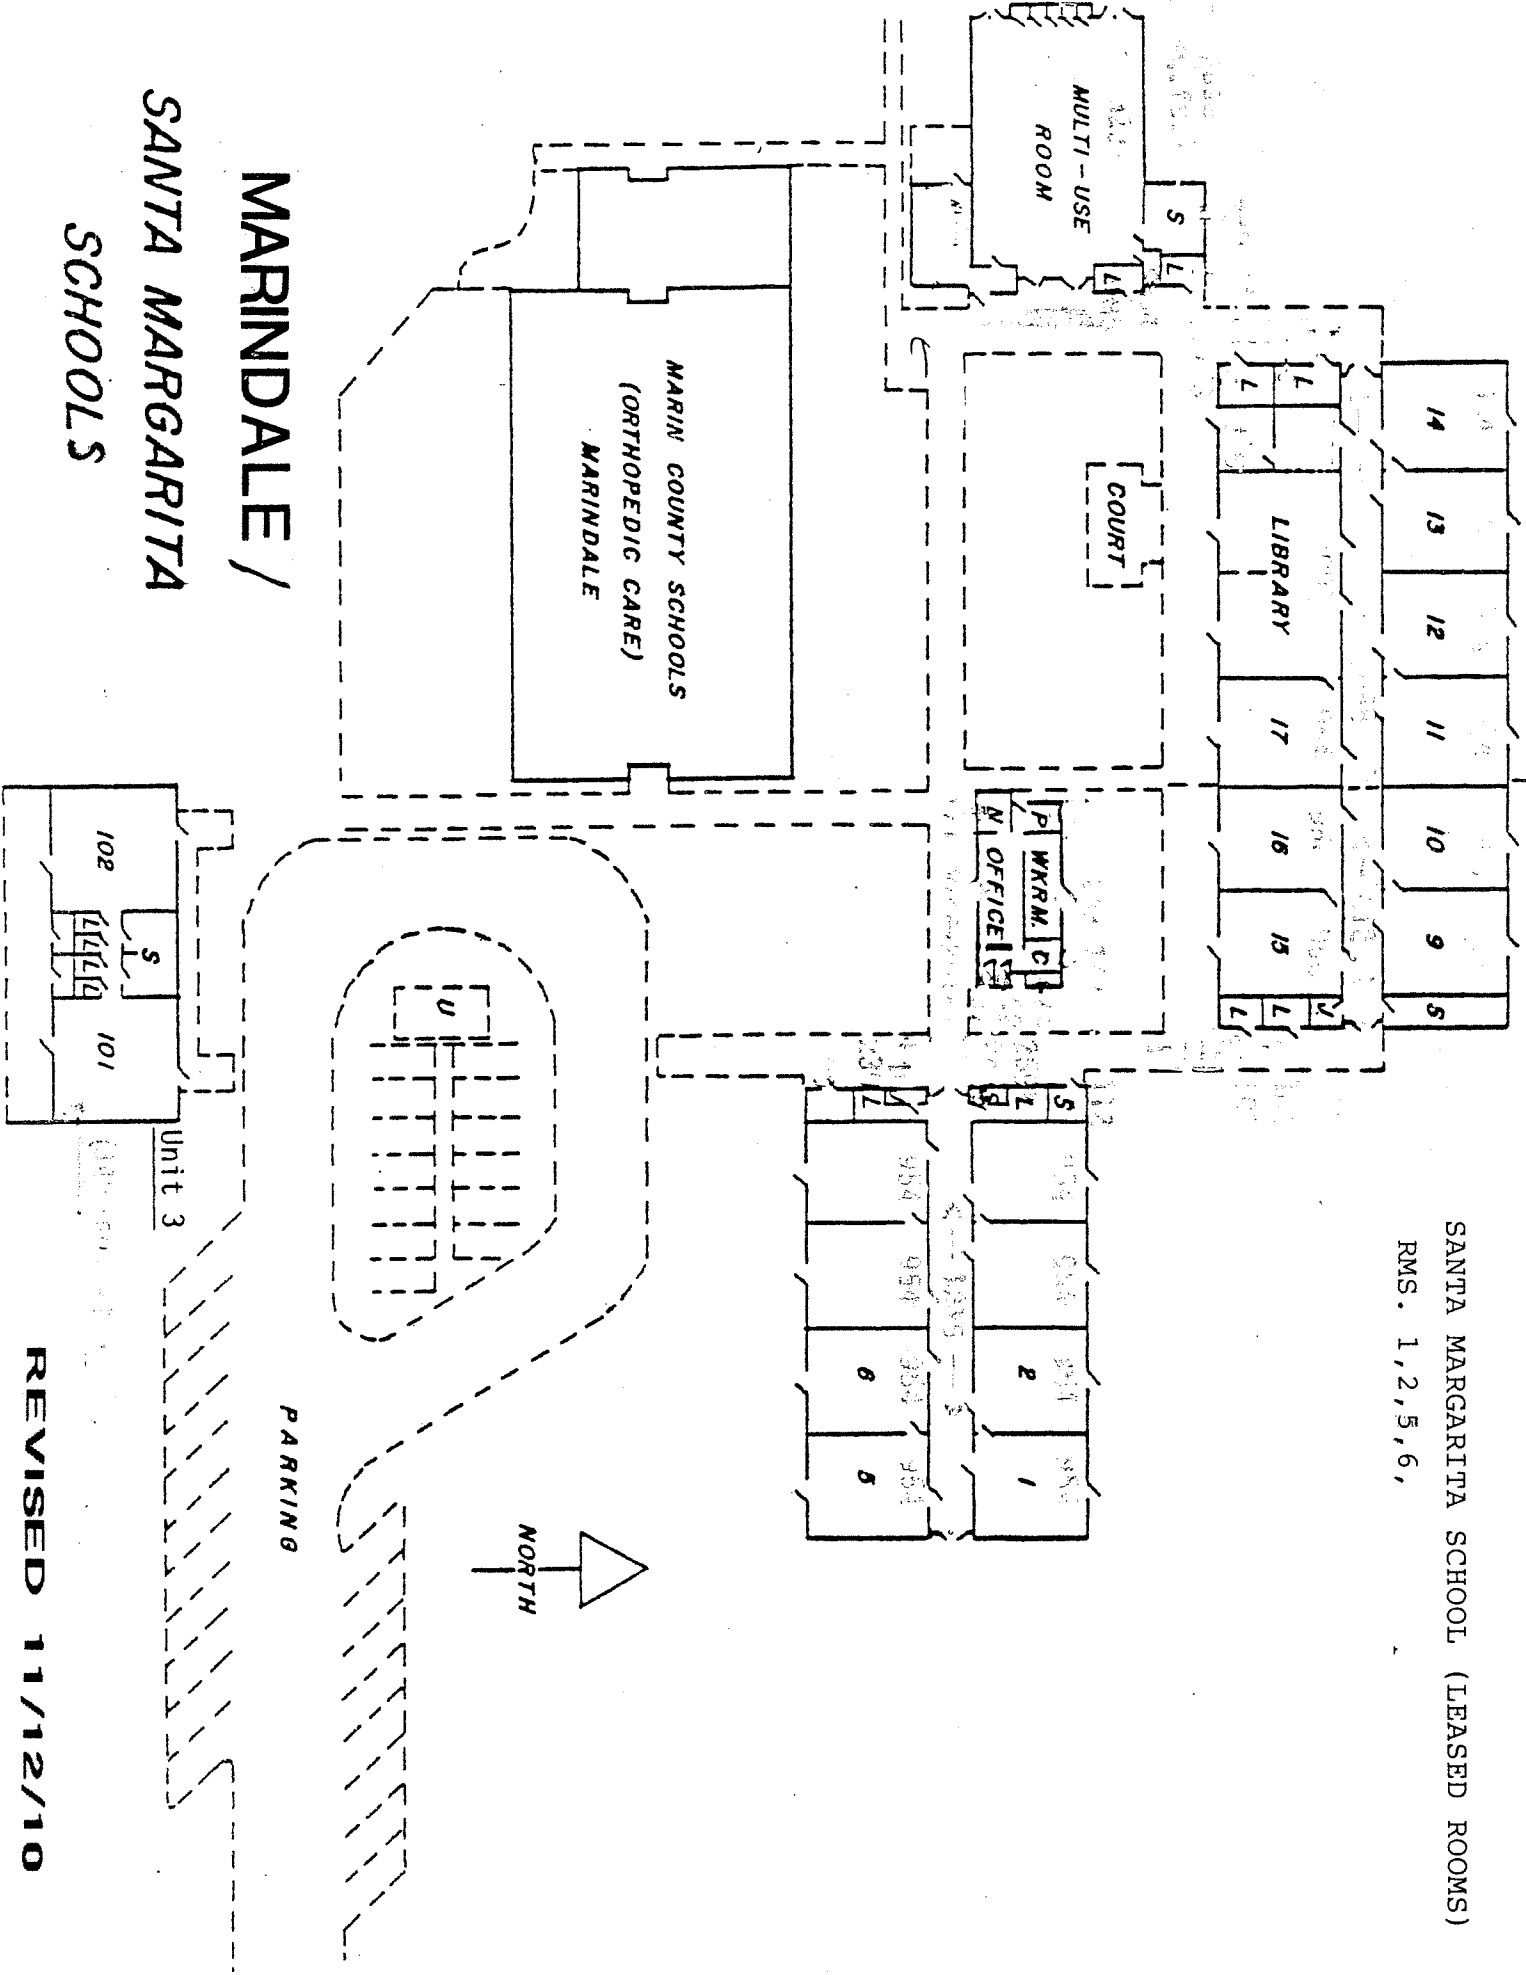 SANTA MARGARITA SCHOOL (LEASED ROOMS)
RMS. 1,2,5,6,
14
13
12
11
10
9
S
L
L
LIBRARY
17
16
15
L
L
J
MULTI-USE
ROOM
S
L
L
COURT
P
WKRM.
C
N
OFFICE
S
L
2
1
L
6
5
MARIN COUNTY SCHOOLS
(ORTHOPEDIC CARE)
MARINDALE
NORTH
U
PARKING
MARINDALE /
SANTA MARGARITA
SCHOOLS
102
S
L
L
L
L
101
Unit 3
REVISED 11/12/10